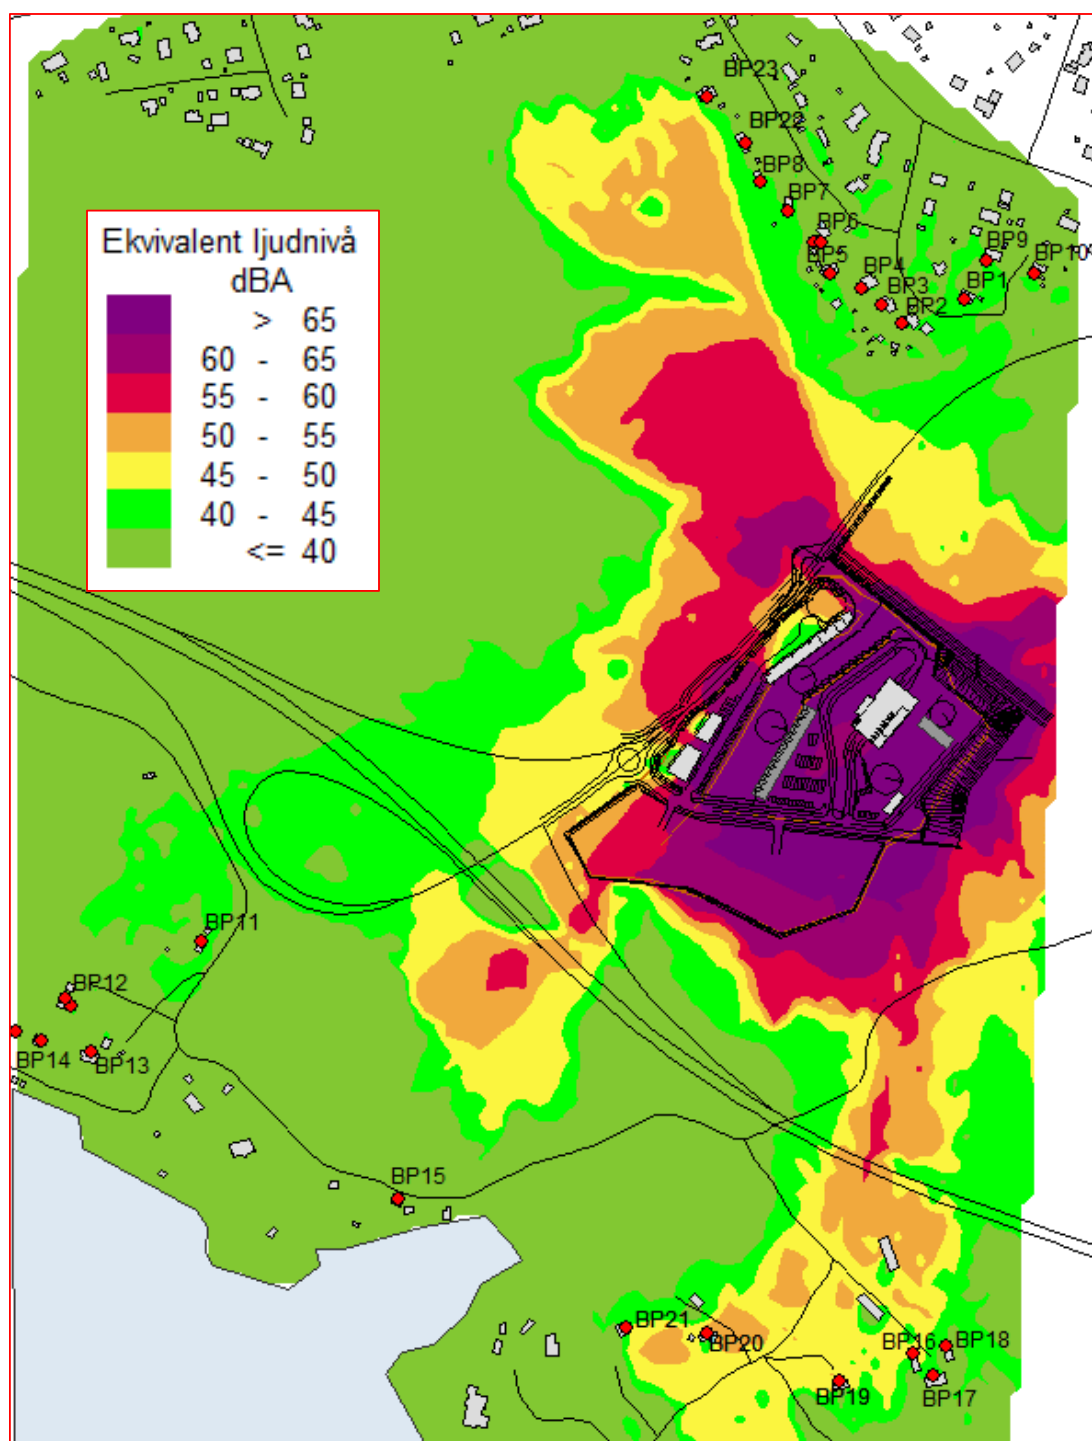 BP23
BP22
BP8
BP7
BP6
BP5
BP4
BP3
BP2
BP9
BP10
BP1
Ekvivalent ljudnivå
dBA
> 65
60 - 65
55 - 60
50 - 55
45 - 50
40 - 45
<= 40
BP11
BP12
BP14
BP13
BP15
BP21
BP20
BP16
BP18
BP19
BP17